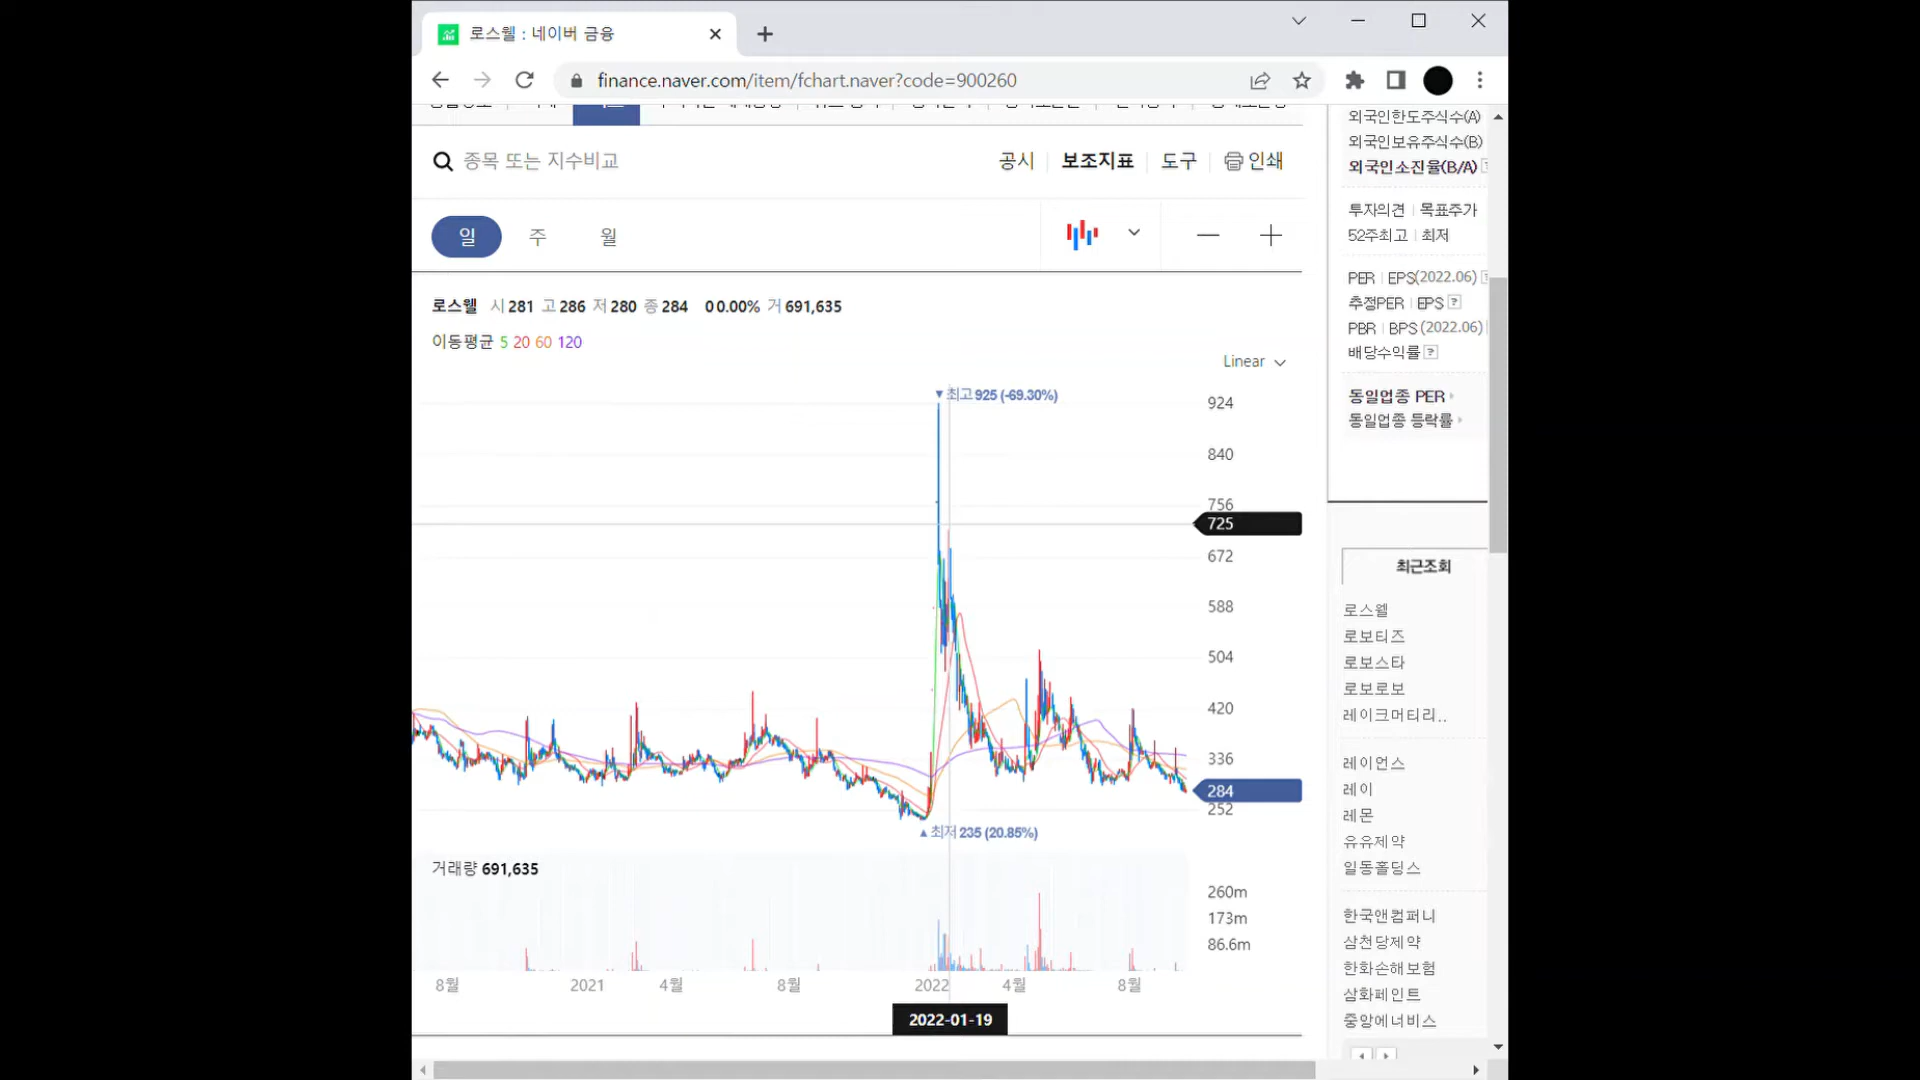 로스웰 : 네이버 금융
finance.naver.com/item/fchart.naver?code=900260
종목 또는 지수비교
공시
보조지표
도구
인쇄
일
주
월
로스웰 시 281 고 286 저 280 종 284 0 0.00% 거 691,635
이동평균 5 20 60 120
Linear
최고 925 (-69.30%)
924
840
756
725
672
588
504
420
336
284
252
최저 235 (20.85%)
거래량 691,635
260m
173m
86.6m
8월
2021
4월
8월
2022
4월
8월
2022-01-19
외국인한도주식수(A)
외국인보유주식수(B)
외국인소진율(B/A)
투자의견 | 목표주가
52주최고 | 최저
PER | EPS(2022.06)
추정PER | EPS
PBR | BPS (2022.06)
배당수익률
동일업종 PER
동일업종 등락률
최근조회
로스웰
로보티즈
로보스타
로보로보
레이크머티리..
레이언스
레이
레몬
유유제약
일동홀딩스
한국앤컴퍼니
삼천당제약
한화손해보험
삼화페인트
중앙에너비스